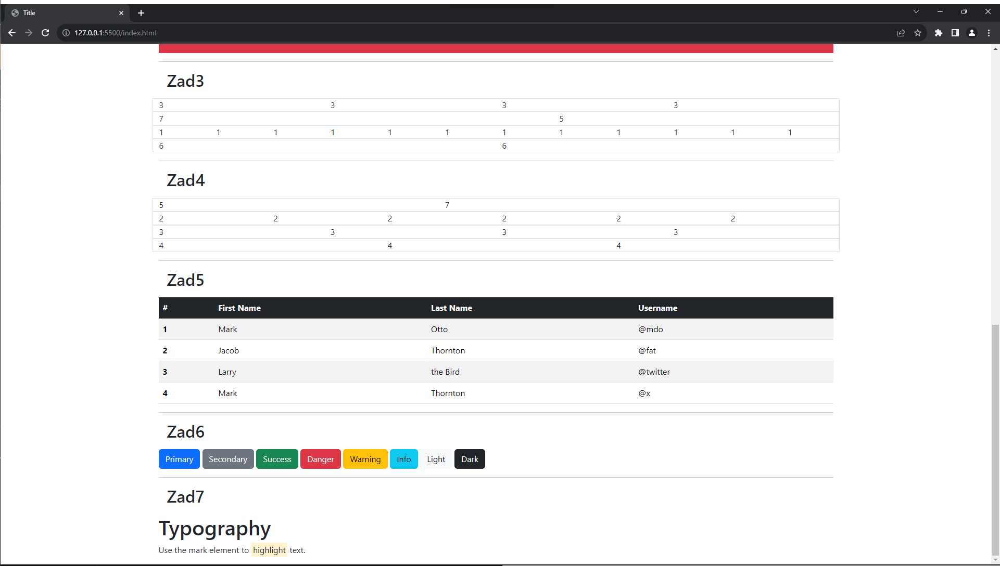 Title
127.0.0.1:5500/index.html
Zad3
3 3 3 3
7 5
1 1 1 1 1 1 1 1 1 1 1 1
6 6
Zad4
5 7
2 2 2 2 2 2
3 3 3 3
4 4 4
Zad5
# First Name Last Name Username
1 Mark Otto @mdo
2 Jacob Thornton @fat
3 Larry the Bird @twitter
4 Mark Thornton @x
Zad6
Primary Secondary Success Danger Warning Info Light Dark
Zad7
Typography
Use the mark element to highlight text.